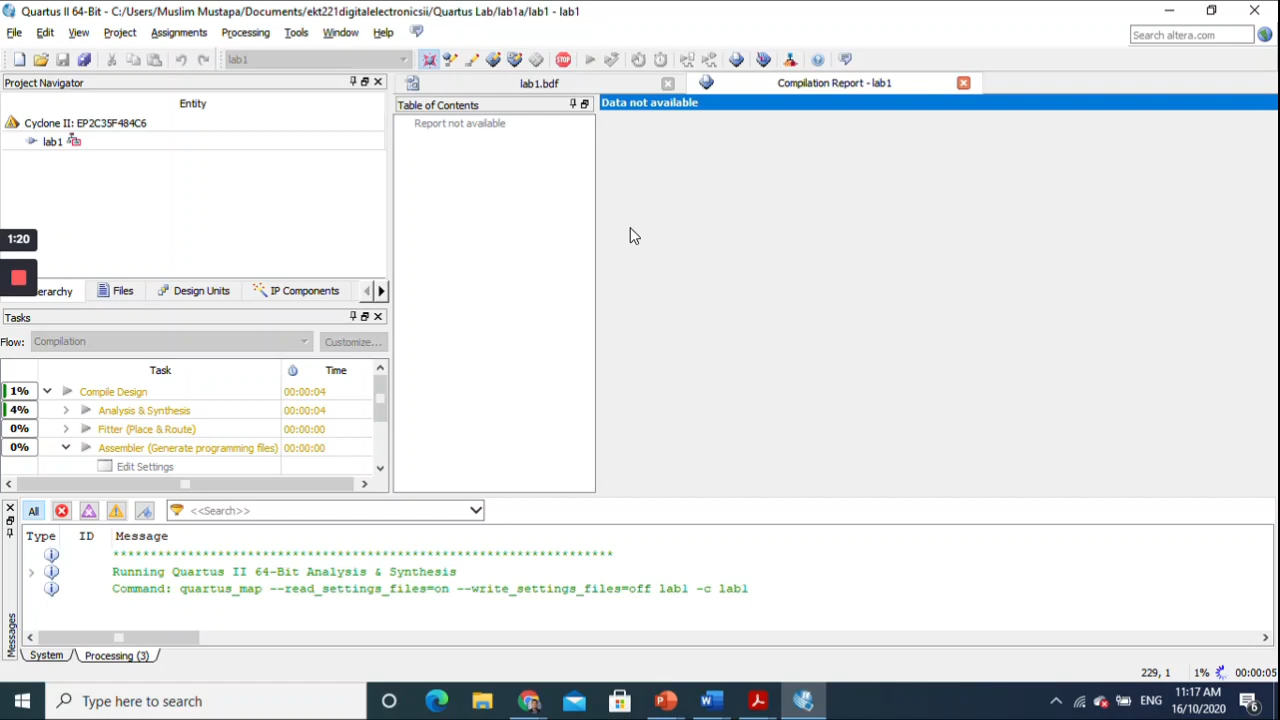 Quartus II 64-Bit - C:/Users/Muslim Mustapa/Documents/ekt221digitalelectronicsii/Quartus Lab/lab1a/lab1 - lab1
File Edit View Project Assignments Processing Tools Window Help
Search altera.com
lab1
Project Navigator
lab1.bdf
Compilation Report - lab1
Entity
Table of Contents
Data not available
Cyclone II: EP2C35F484C6
Report not available
lab1
1:20
erarchy Files Design Units IP Components
Tasks
Flow: Compilation Customize...
Task Time
1% Compile Design 00:00:04
4% Analysis & Synthesis 00:00:04
0% Fitter (Place & Route) 00:00:00
0% Assembler (Generate programming files) 00:00:00
Edit Settings
All <<Search>>
Type ID Message
*******************************************************************
Running Quartus II 64-Bit Analysis & Synthesis
Command: quartus_map --read_settings_files=on --write_settings_files=off lab1 -c lab1
Messages
System Processing (3)
229, 1 1% 00:00:05
Type here to search
ENG
11:17 AM
16/10/2020
6